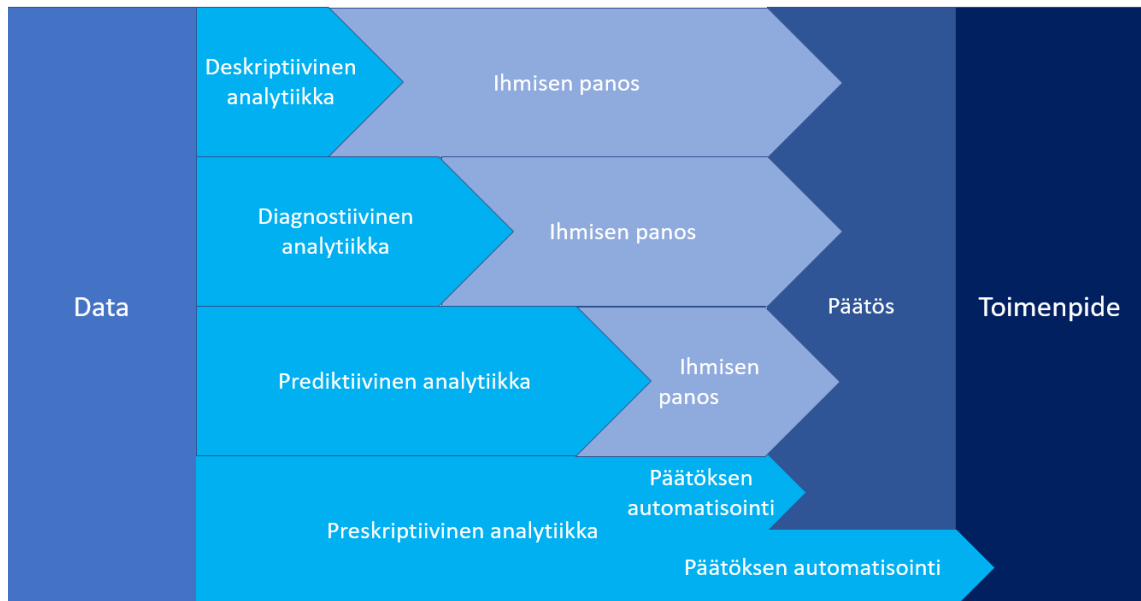 Data
Deskriptiivinen
analytiikka
Ihmisen panos
Diagnostiivinen
analytiikka
Ihmisen panos
Prediktiivinen analytiikka
Ihmisen
panos
Preskriptiivinen analytiikka
Päätöksen
automatisointi
Päätöksen automatisointi
Päätös
Toimenpide